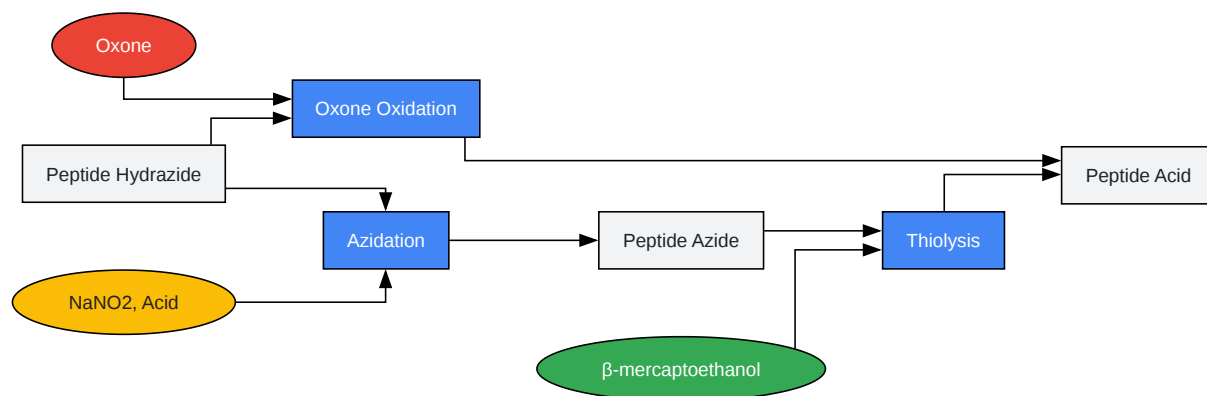 Oxone
Oxone Oxidation
Peptide Hydrazide
Peptide Acid
Azidation
Peptide Azide
Thiolysis
NaNO2, Acid
β-mercaptoethanol